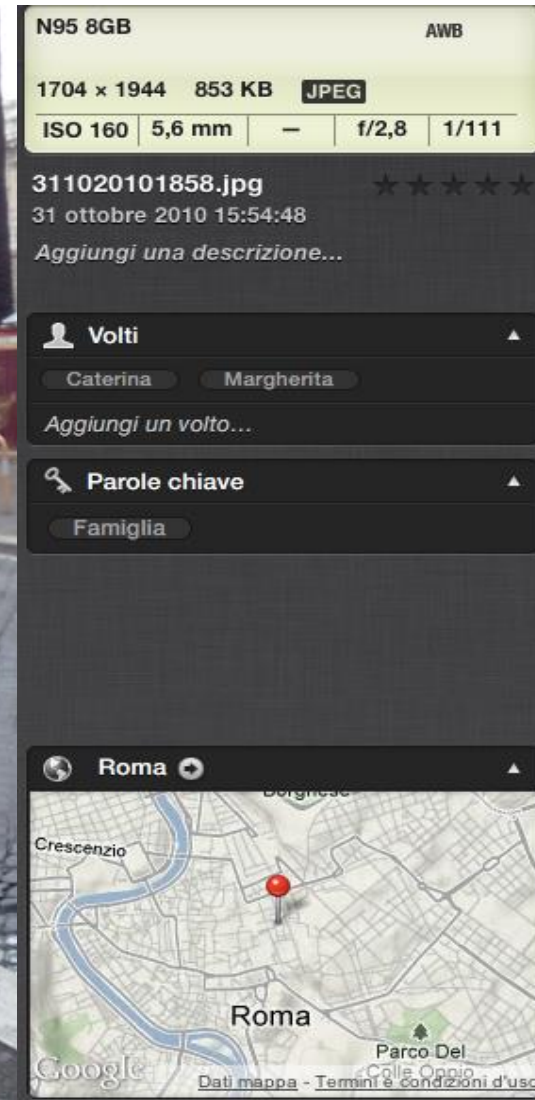 N95 8GB AWB
1704 × 1944 853 KB JPEG
ISO 160 5,6 mm – f/2,8 1/111
311020101858.jpg
31 ottobre 2010 15:54:48
Aggiungi una descrizione...
Volti
Caterina Margherita
Aggiungi un volto...
Parole chiave
Famiglia
Roma
Borghese
Crescenzio
Roma
Parco Del
Colle Oppio
Google
Dati mappa - Termini e condizioni d'uso